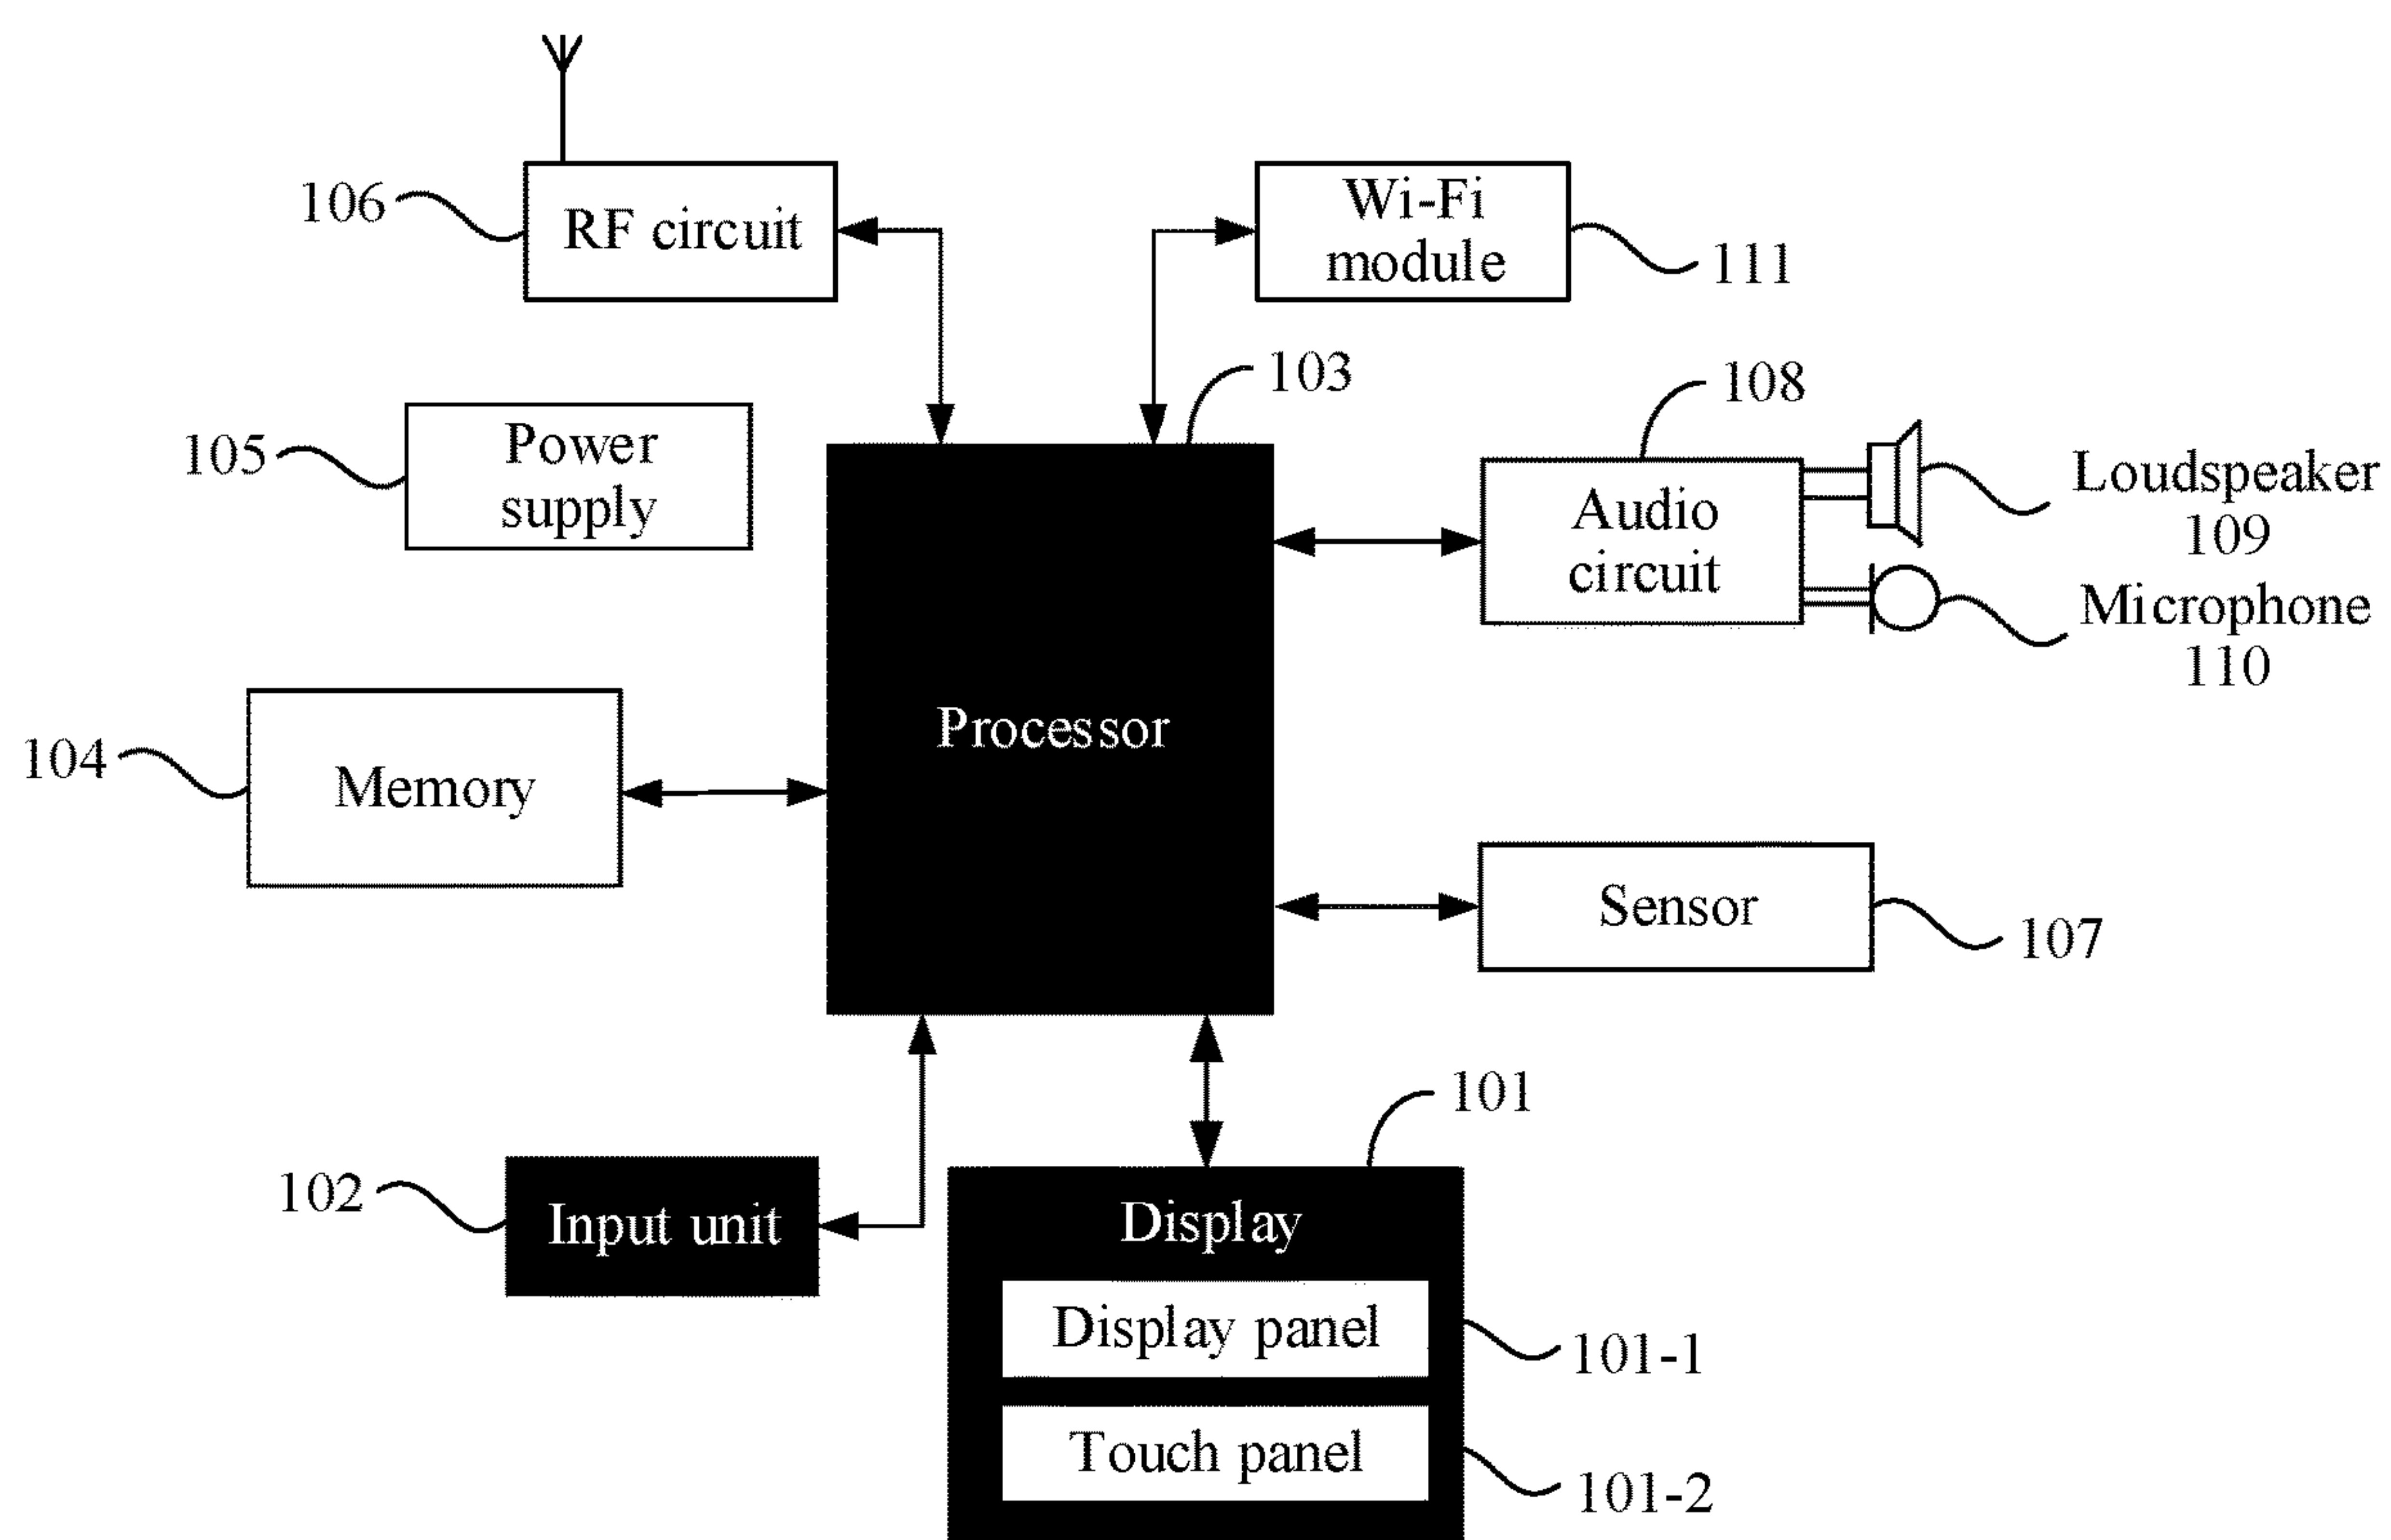 106
RF circuit
Wi-Fi
module
111
103
108
105
Power
supply
Audio
circuit
Loudspeaker
109
Microphone
110
Processor
104
Memory
Sensor
107
101
102
Input unit
Display
Display panel
101-1
Touch panel
101-2